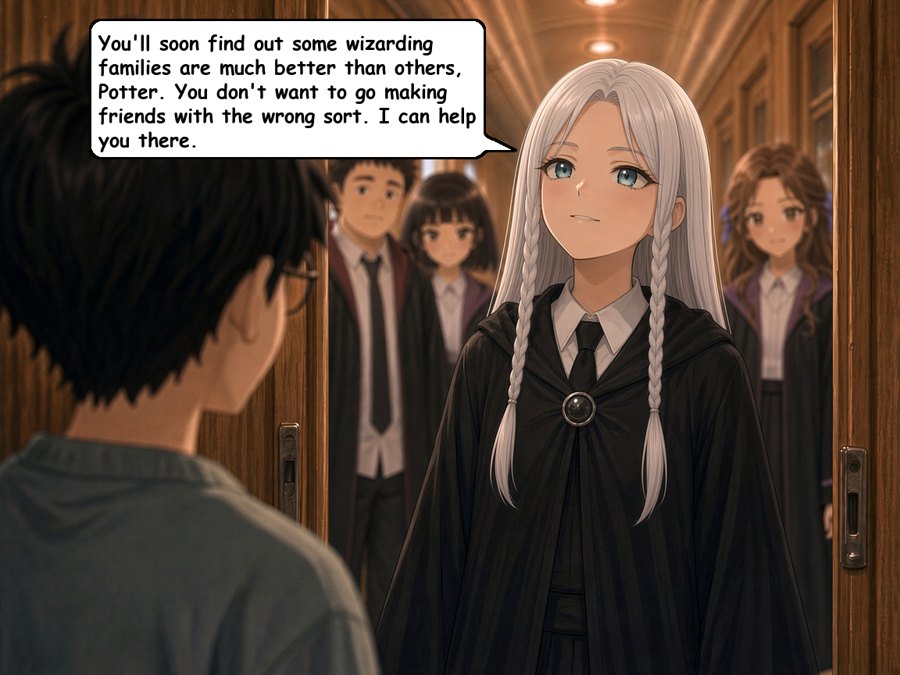 You'll soon find out some wizarding
families are much better than others,
Potter. You don't want to go making
friends with the wrong sort. I can help
you there.